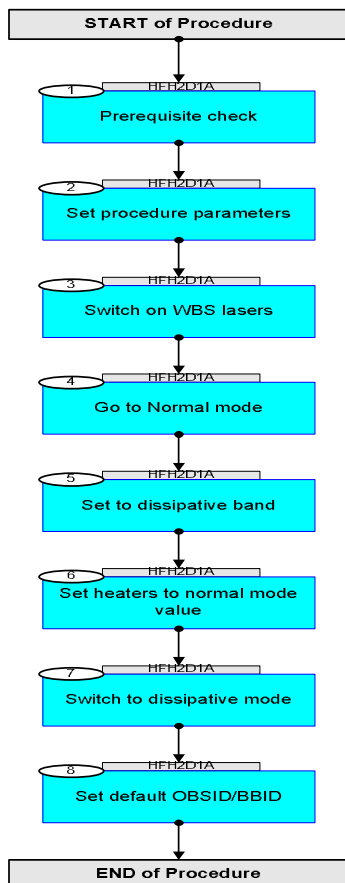 START of Procedure
HFH2D1A
1
Prerequisite check
HFH2D1A
2
Set procedure parameters
HFH2D1A
3
Switch on WBS lasers
HFH2D1A
4
Go to Normal mode
HFH2D1A
5
Set to dissipative band
HFH2D1A
6
Set heaters to normal mode
value
HFH2D1A
7
Switch to dissipative mode
HFH2D1A
8
Set default OBSID/BBID
END of Procedure